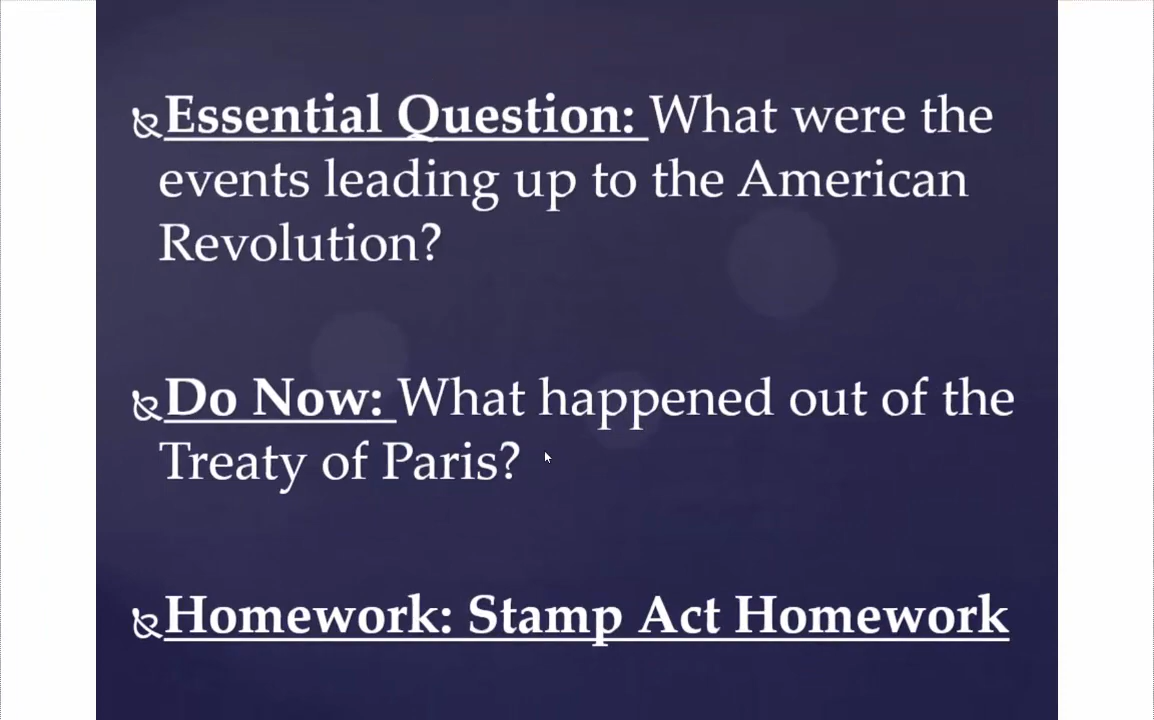 Essential Question: What were the
events leading up to the American
Revolution?
Do Now: What happened out of the
Treaty of Paris?
Homework: Stamp Act Homework